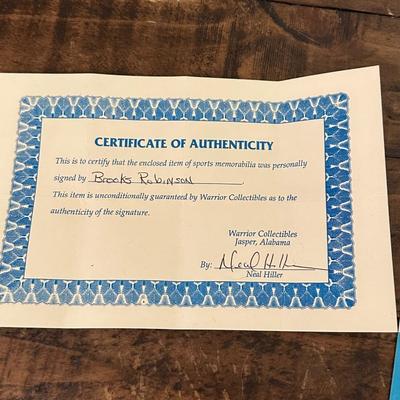 CERTIFICATE OF AUTHENTICITY
This is to certify that the enclosed item of sports memorabilia was personally
signed by Brooks Robinson
This item is unconditionally guaranteed by Warrior Collectibles as to the
authenticity of the signature.
Warrior Collectibles
Jasper, Alabama
By: Neal Hiller
Neal Hiller